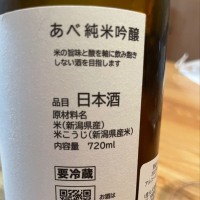 あべ 純米吟醸
米の旨味と酸を軸に飲み飽き
しない酒を目指します。
品目 日本酒
原材料名
米(新潟県産)
米こうじ(新潟県産米)
内容量 720ml
要冷蔵
お酒は